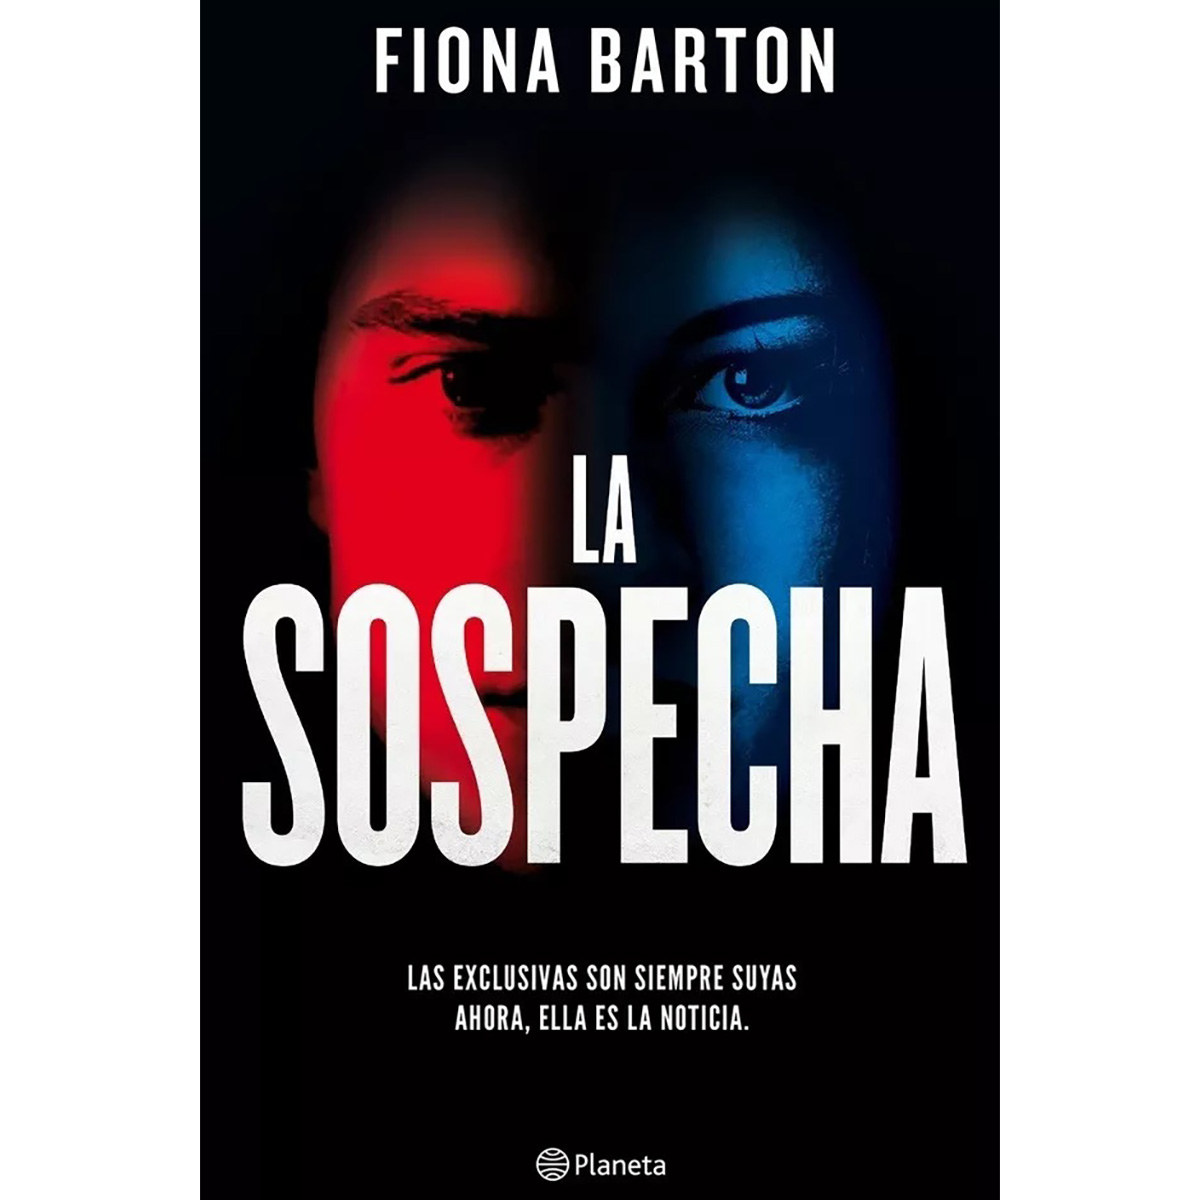 FIONA BARTON
LA
SOSPECHA
LAS EXCLUSIVAS SON SIEMPRE SUYAS
AHORA, ELLA ES LA NOTICIA.
Planeta